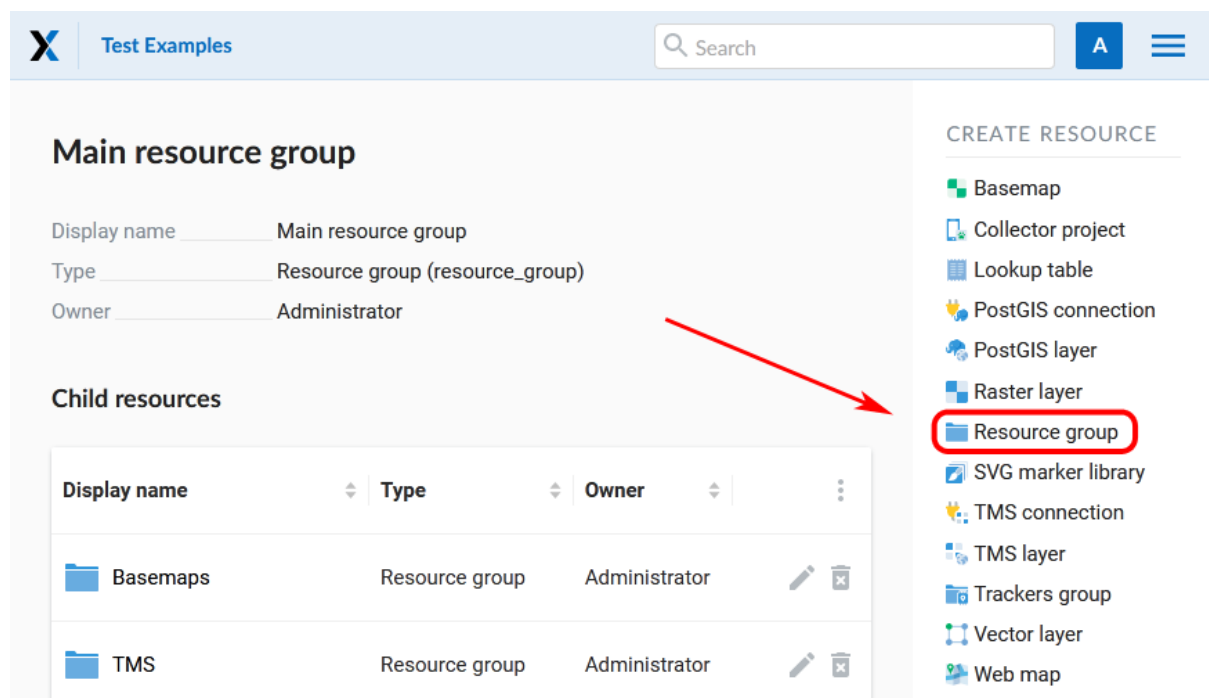 Test Examples
Search
A
Main resource group
Display name Main resource group
Type Resource group (resource_group)
Owner Administrator
Child resources
Display name Type Owner
Basemaps Resource group Administrator
TMS Resource group Administrator
CREATE RESOURCE
Basemap
Collector project
Lookup table
PostGIS connection
PostGIS layer
Raster layer
Resource group
SVG marker library
TMS connection
TMS layer
Trackers group
Vector layer
Web map